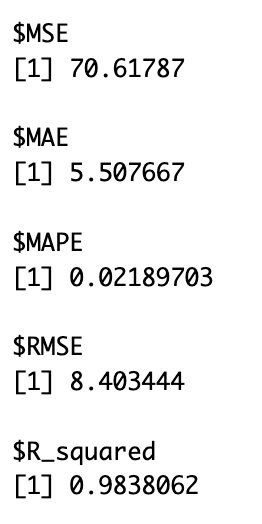 $MSE
[1] 70.61787
$MAE
[1] 5.507667
$MAPE
[1] 0.02189703
$RMSE
[1] 8.403444
$R_squared
[1] 0.9838062